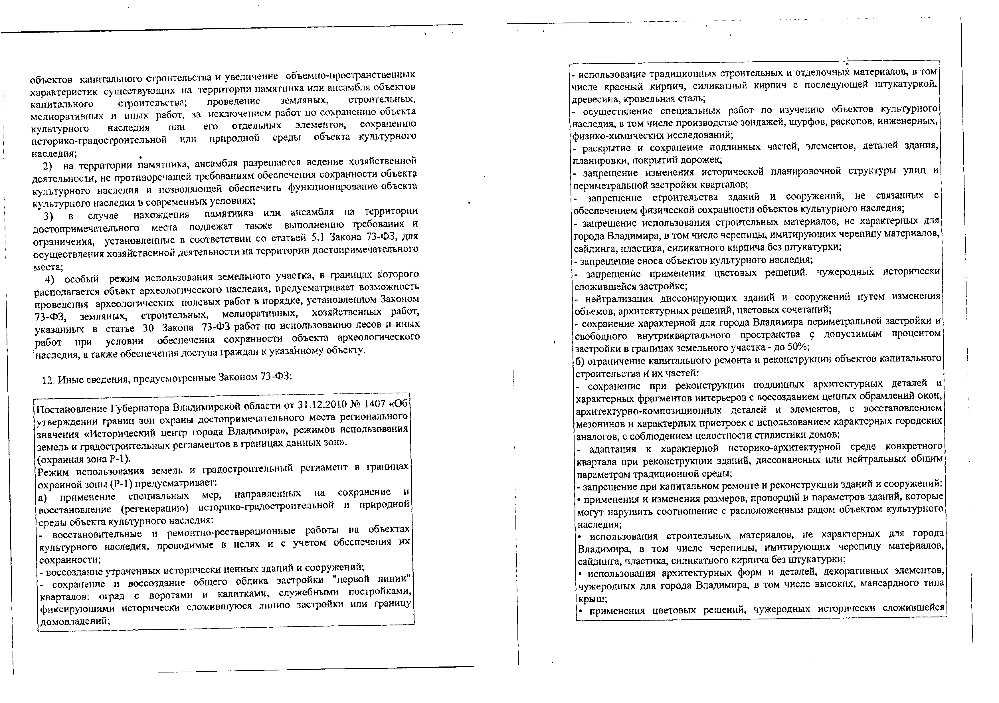 объектов капитального строительства и увеличение объемно-пространственных
характеристик существующих на территории памятника или ансамбля объектов
капитального строительства; проведение земляных, строительных,
мелиоративных и иных работ, за исключением работ по сохранению объекта
культурного наследия или его отдельных элементов, сохранению
историко-градостроительной или природной среды объекта культурного
наследия;
2) на территории памятника, ансамбля разрешается ведение хозяйственной
деятельности, не противоречащей требованиям обеспечения сохранности объекта
культурного наследия и позволяющей обеспечить функционирование объекта
культурного наследия в современных условиях;
3) в случае нахождения памятника или ансамбля на территории
достопримечательного места подлежат также выполнению требования и
ограничения, установленные в соответствии со статьей 5.1 Закона 73-ФЗ, для
осуществления хозяйственной деятельности на территории достопримечательного
места;
4) особый режим использования земельного участка, в границах которого
располагается объект археологического наследия, предусматривает возможность
проведения археологических полевых работ в порядке, установленном Законом
73-ФЗ, земляных, строительных, мелиоративных, хозяйственных работ,
указанных в статье 30 Закона 73-ФЗ работ по использованию лесов и иных
работ при условии обеспечения сохранности объекта археологического
наследия, а также обеспечения доступа граждан к указанному объекту.
12. Иные сведения, предусмотренные Законом 73-ФЗ:
Постановление Губернатора Владимирской области от 31.12.2010 № 1407 «Об
утверждении границ зон охраны достопримечательного места регионального
значения «Исторический центр города Владимира», режимов использования
земель и градостроительных регламентов в границах данных зон».
(охранная зона Р-1).
Режим использования земель и градостроительный регламент в границах
охранной зоны (Р-1) предусматривает:
а) применение специальных мер, направленных на сохранение и
восстановление (регенерацию) историко-градостроительной и природной
среды объекта культурного наследия:
- восстановительные и ремонтно-реставрационные работы на объектах
культурного наследия, проводимые в целях и с учетом обеспечения их
сохранности;
- воссоздание утраченных исторически ценных зданий и сооружений;
- сохранение и воссоздание общего облика застройки "первой линии"
кварталов: оград с воротами и калитками, служебными постройками,
фиксирующими исторически сложившуюся линию застройки или границу
домовладений;
- использование традиционных строительных и отделочных материалов, в том
числе красный кирпич, силикатный кирпич с последующей штукатуркой,
древесина, кровельная сталь;
- осуществление специальных работ по изучению объектов культурного
наследия, в том числе производство зондажей, шурфов, раскопов, инженерных,
физико-химических исследований;
- раскрытие и сохранение подлинных частей, элементов, деталей здания,
планировки, покрытий дорожек;
- запрещение изменения исторической планировочной структуры улиц и
периметральной застройки кварталов;
- запрещение строительства зданий и сооружений, не связанных с
обеспечением физической сохранности объектов культурного наследия;
- запрещение использования строительных материалов, не характерных для
города Владимира, в том числе черепицы, имитирующих черепицу материалов,
сайдинга, пластика, силикатного кирпича без штукатурки;
- запрещение сноса объектов культурного наследия;
- запрещение применения цветовых решений, чужеродных исторически
сложившейся застройке;
- нейтрализация диссонирующих зданий и сооружений путем изменения
объемов, архитектурных решений, цветовых сочетаний;
- сохранение характерной для города Владимира периметральной застройки и
свободного внутриквартального пространства с допустимым процентом
застройки в границах земельного участка - до 50%;
б) ограничение капитального ремонта и реконструкции объектов капитального
строительства и их частей:
- сохранение при реконструкции подлинных архитектурных деталей и
характерных фрагментов интерьеров с воссозданием ценных обрамлений окон,
архитектурно-композиционных деталей и элементов, с восстановлением
мезонинов и характерных пристроек с использованием характерных городских
аналогов, с соблюдением целостности стилистики домов;
- адаптация к характерной историко-архитектурной среде конкретного
квартала при реконструкции зданий, диссонансных или нейтральных общим
параметрам традиционной среды;
- запрещение при капитальном ремонте и реконструкции зданий и сооружений:
• применения и изменения размеров, пропорций и параметров зданий, которые
могут нарушить соотношение с расположенным рядом объектом культурного
наследия;
• использования строительных материалов, не характерных для города
Владимира, в том числе черепицы, имитирующих черепицу материалов,
сайдинга, пластика, силикатного кирпича без штукатурки;
• использования архитектурных форм и деталей, декоративных элементов,
чужеродных для города Владимира, в том числе высоких, мансардного типа
крыш;
• применения цветовых решений, чужеродных исторически сложившейся